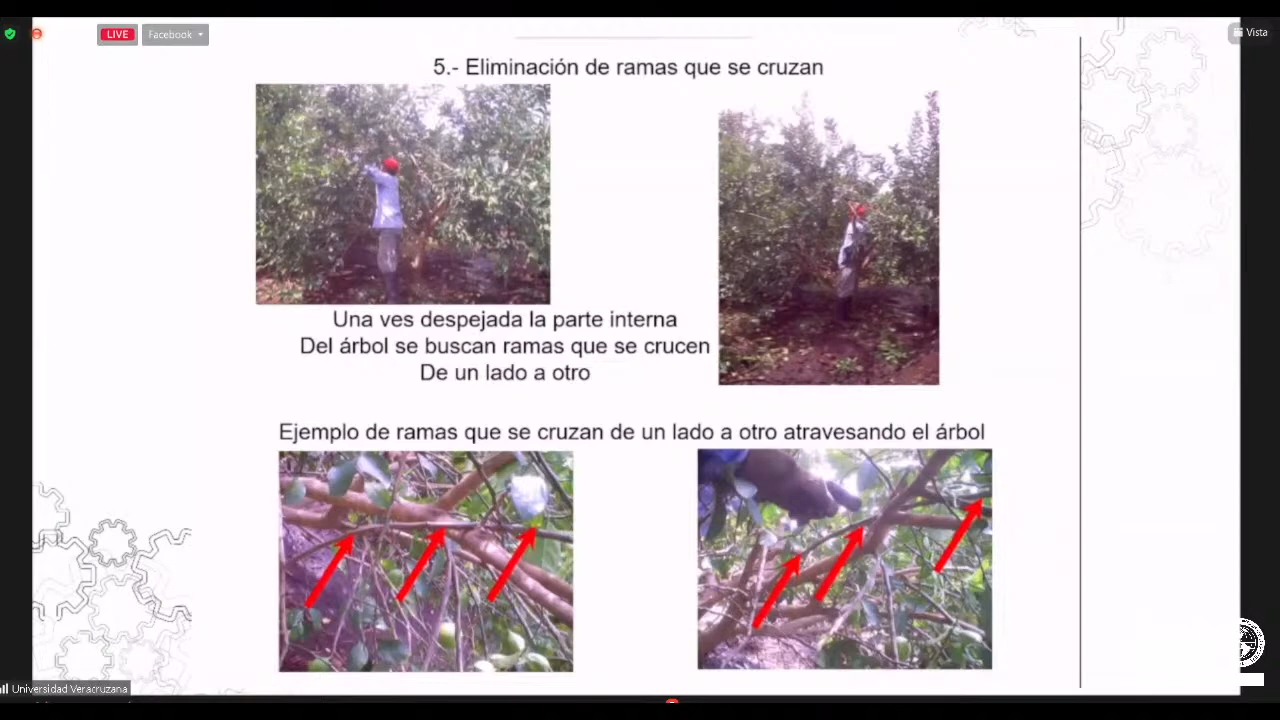 LIVE
Facebook
Vista
5.- Eliminación de ramas que se cruzan
Una ves despejada la parte interna
Del árbol se buscan ramas que se crucen
De un lado a otro
Ejemplo de ramas que se cruzan de un lado a otro atravesando el árbol
Universidad Veracruzana